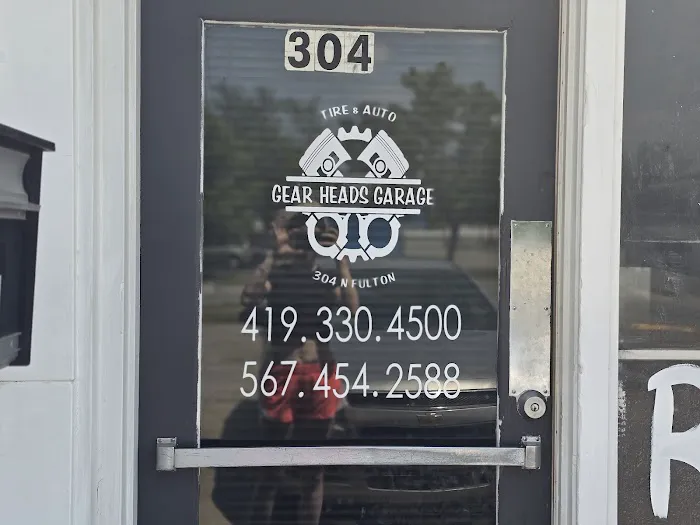 304
TIRE & AUTO
GEAR HEADS GARAGE
304 N FULTON
419.330.4500
567.454.2588
R